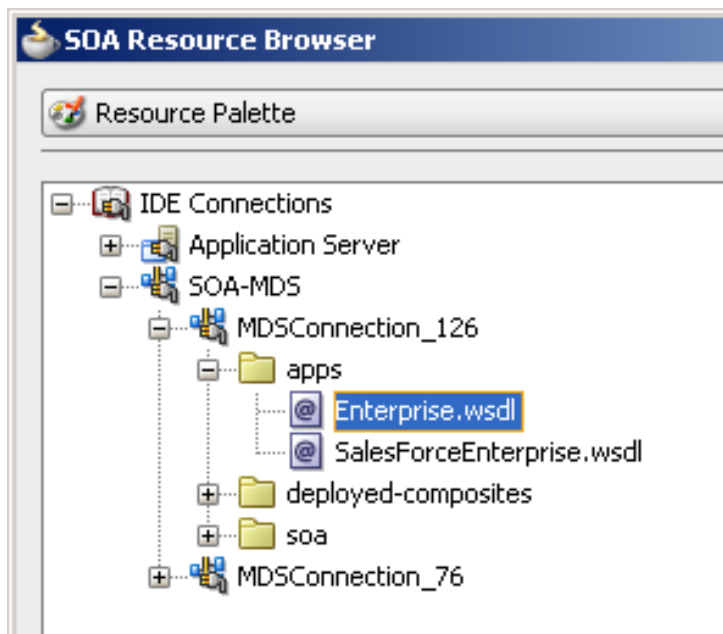 SOA Resource Browser
Resource Palette
IDE Connections
Application Server
SOA-MDS
MDSConnection_126
apps
Enterprise.wsdl
SalesForceEnterprise.wsdl
deployed-composites
soa
MDSConnection_76